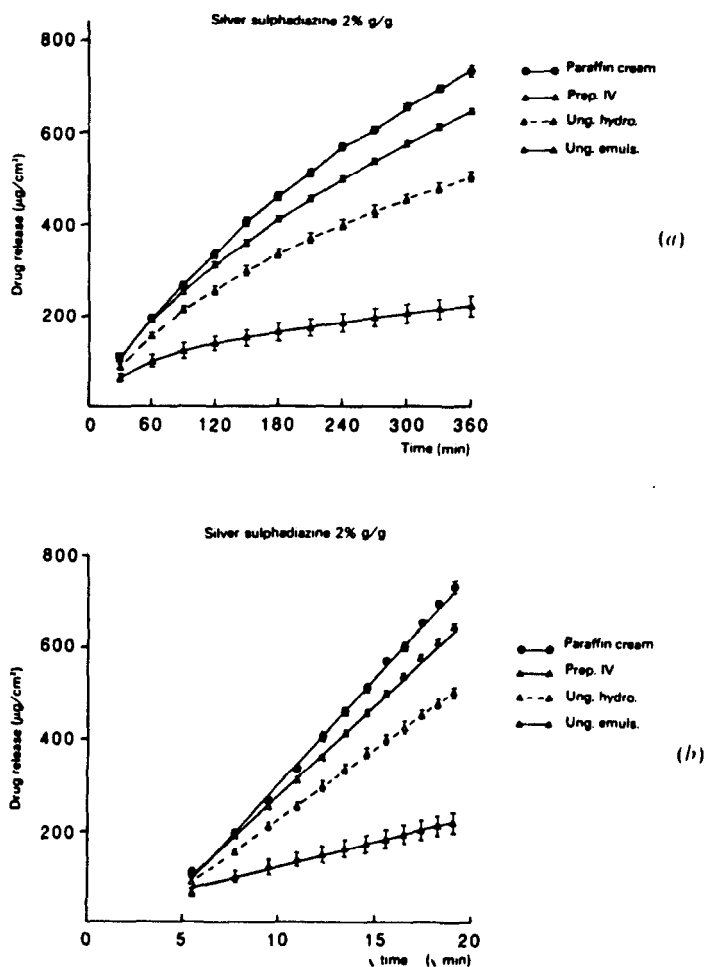 Silver sulphadiazine 2% g/g
Drug release (µg/cm²)
800
600
400
200
0 60 120 180 240 300 360
Time (min)
Paraffin cream
Prep. IV
Ung. hydro.
Ung. emuls.
(a)
Silver sulphadiazine 2% g/g
Drug release (µg/cm²)
800
600
400
200
0 5 10 15 20
√ time (√ min)
Paraffin cream
Prep. IV
Ung. hydro.
Ung. emuls.
(b)